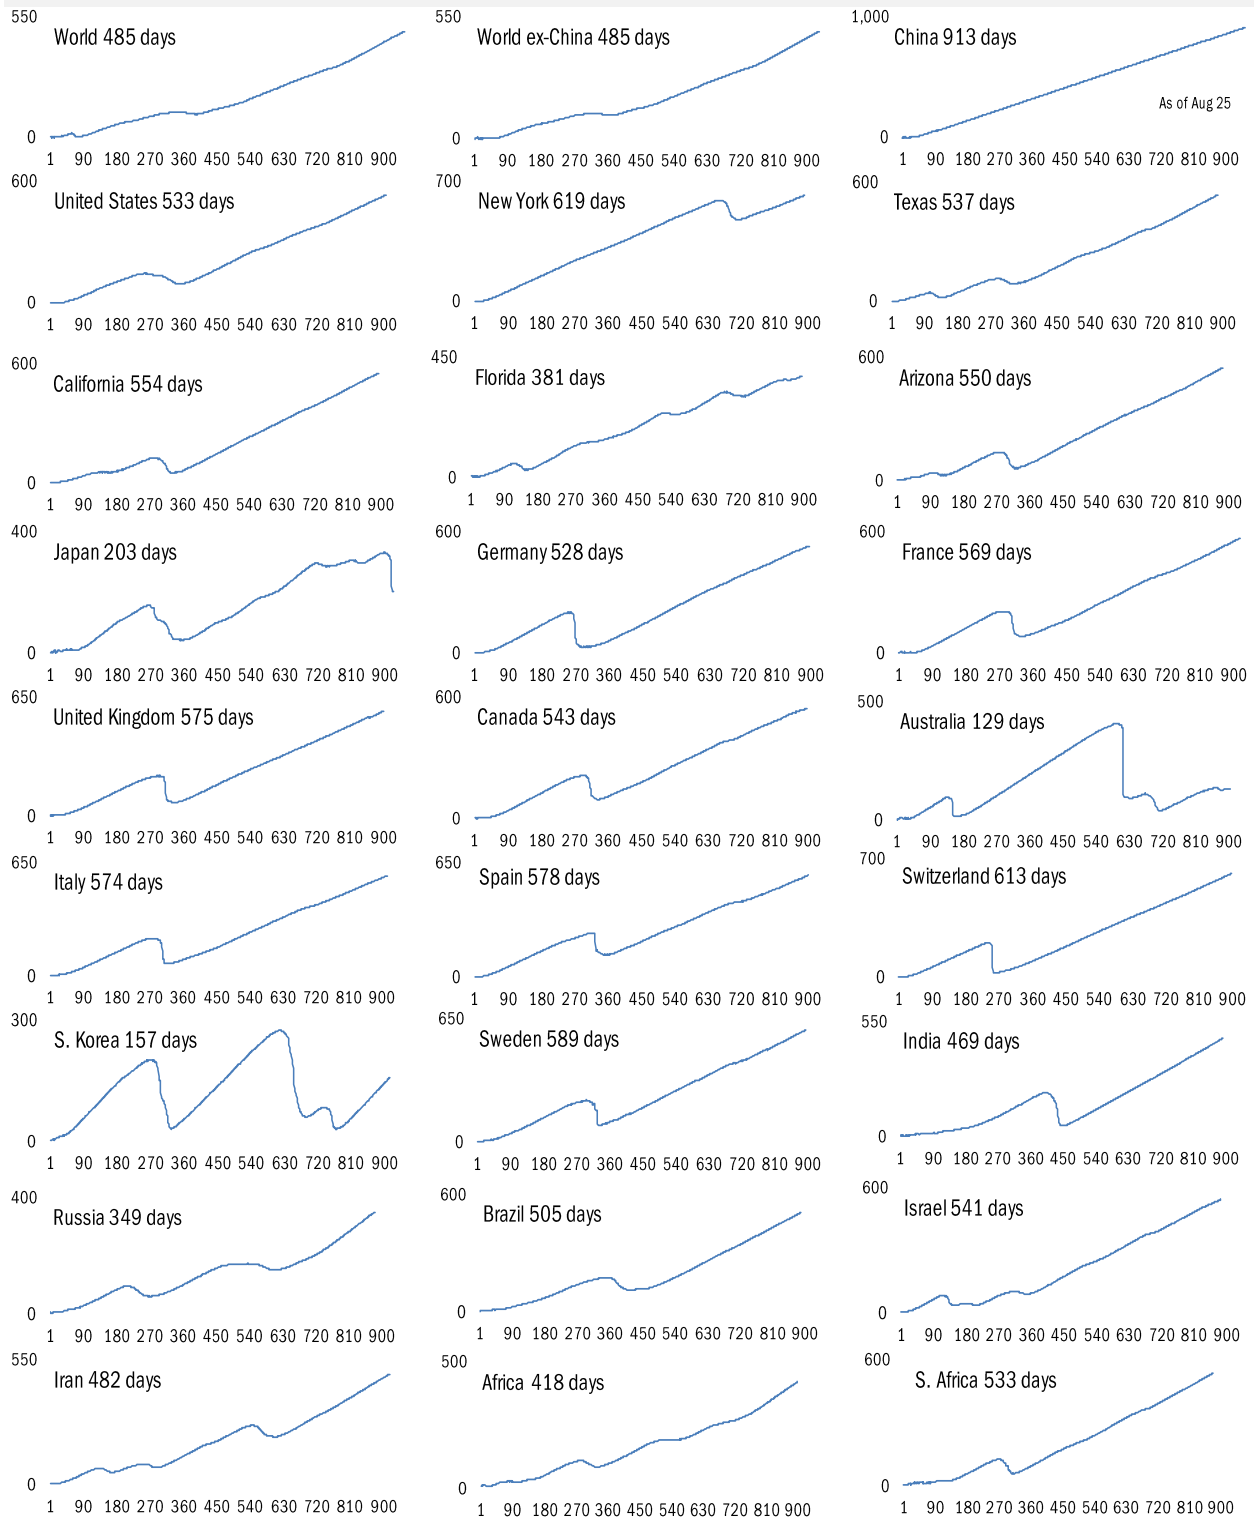 550
World 485 days
0
1 90 180 270 360 450 540 630 720 810 900
550
World ex-China 485 days
0
1 90 180 270 360 450 540 630 720 810 900
1,000
China 913 days
As of Aug 25
0
1 90 180 270 360 450 540 630 720 810 900
600
United States 533 days
0
1 90 180 270 360 450 540 630 720 810 900
700
New York 619 days
0
1 90 180 270 360 450 540 630 720 810 900
600
Texas 537 days
0
1 90 180 270 360 450 540 630 720 810 900
600
California 554 days
0
1 90 180 270 360 450 540 630 720 810 900
450
Florida 381 days
0
1 90 180 270 360 450 540 630 720 810 900
600
Arizona 550 days
0
1 90 180 270 360 450 540 630 720 810 900
400
Japan 203 days
0
1 90 180 270 360 450 540 630 720 810 900
600
Germany 528 days
0
1 90 180 270 360 450 540 630 720 810 900
600
France 569 days
0
1 90 180 270 360 450 540 630 720 810 900
650
United Kingdom 575 days
0
1 90 180 270 360 450 540 630 720 810 900
600
Canada 543 days
0
1 90 180 270 360 450 540 630 720 810 900
500
Australia 129 days
0
1 90 180 270 360 450 540 630 720 810 900
650
Italy 574 days
0
1 90 180 270 360 450 540 630 720 810 900
650
Spain 578 days
0
1 90 180 270 360 450 540 630 720 810 900
700
Switzerland 613 days
0
1 90 180 270 360 450 540 630 720 810 900
300
S. Korea 157 days
0
1 90 180 270 360 450 540 630 720 810 900
650
Sweden 589 days
0
1 90 180 270 360 450 540 630 720 810 900
550
India 469 days
0
1 90 180 270 360 450 540 630 720 810 900
400
Russia 349 days
0
1 90 180 270 360 450 540 630 720 810 900
600
Brazil 505 days
0
1 90 180 270 360 450 540 630 720 810 900
600
Israel 541 days
0
1 90 180 270 360 450 540 630 720 810 900
550
Iran 482 days
0
1 90 180 270 360 450 540 630 720 810 900
500
Africa 418 days
0
1 90 180 270 360 450 540 630 720 810 900
600
S. Africa 533 days
0
1 90 180 270 360 450 540 630 720 810 900